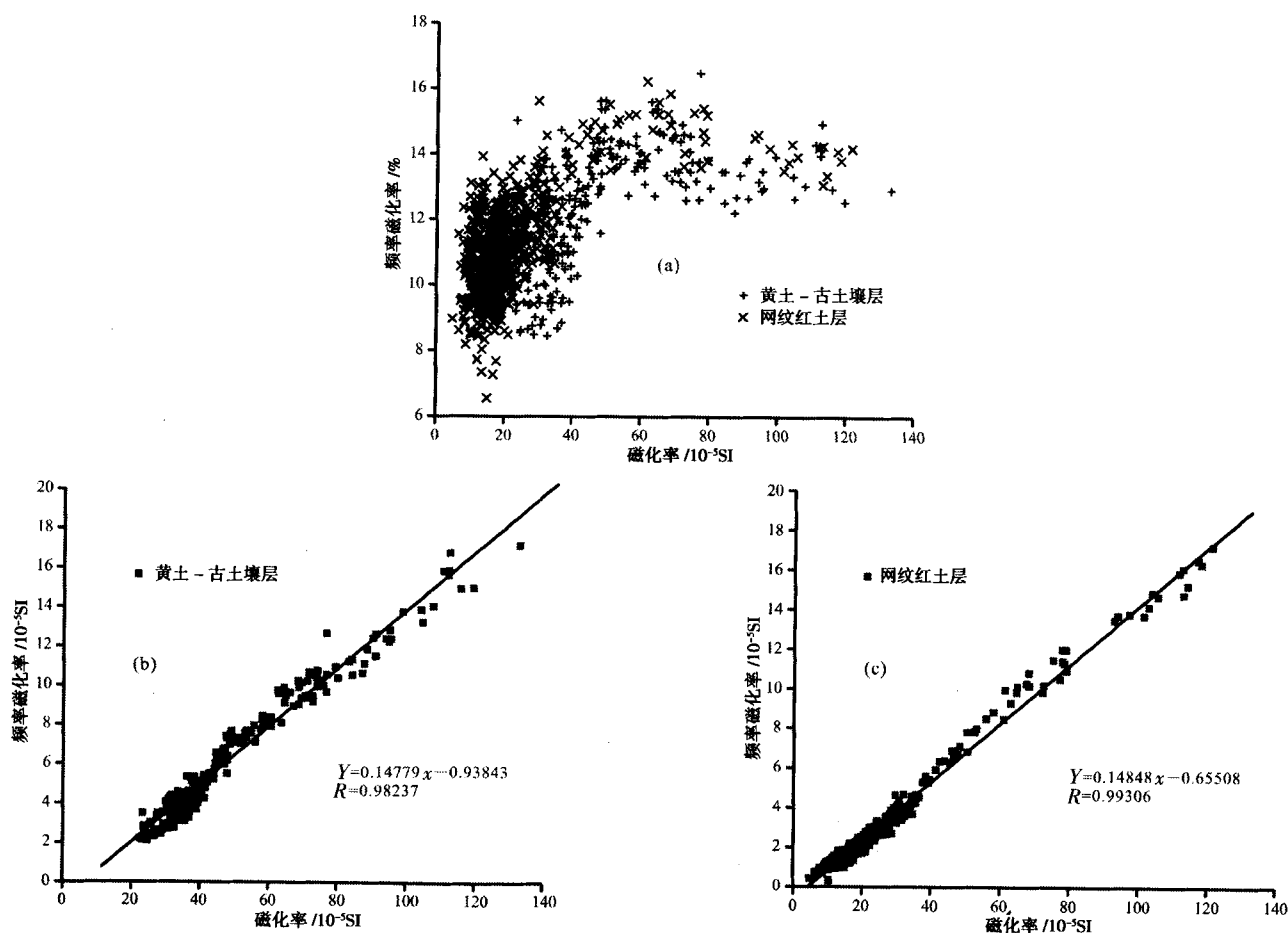 18
16
14
12
10
8
6
频率磁化率 /%
(a)
+ 黄土－古土壤层
× 网纹红土层
0 20 40 60 80 100 120 140
磁化率 /10⁻⁵SI
20
18
16
14
12
10
8
6
4
2
0
频率磁化率 /10⁻⁵SI
■ 黄土－古土壤层
(b)
Y=0.14779x－0.93843
R=0.98237
0 20 40 60 80 100 120 140
磁化率 /10⁻⁵SI
20
18
16
14
12
10
8
6
4
2
0
频率磁化率 /10⁻⁵SI
■ 网纹红土层
(c)
Y=0.14848x－0.65508
R=0.99306
0 20 40 60 80 100 120 140
磁化率 /10⁻⁵SI